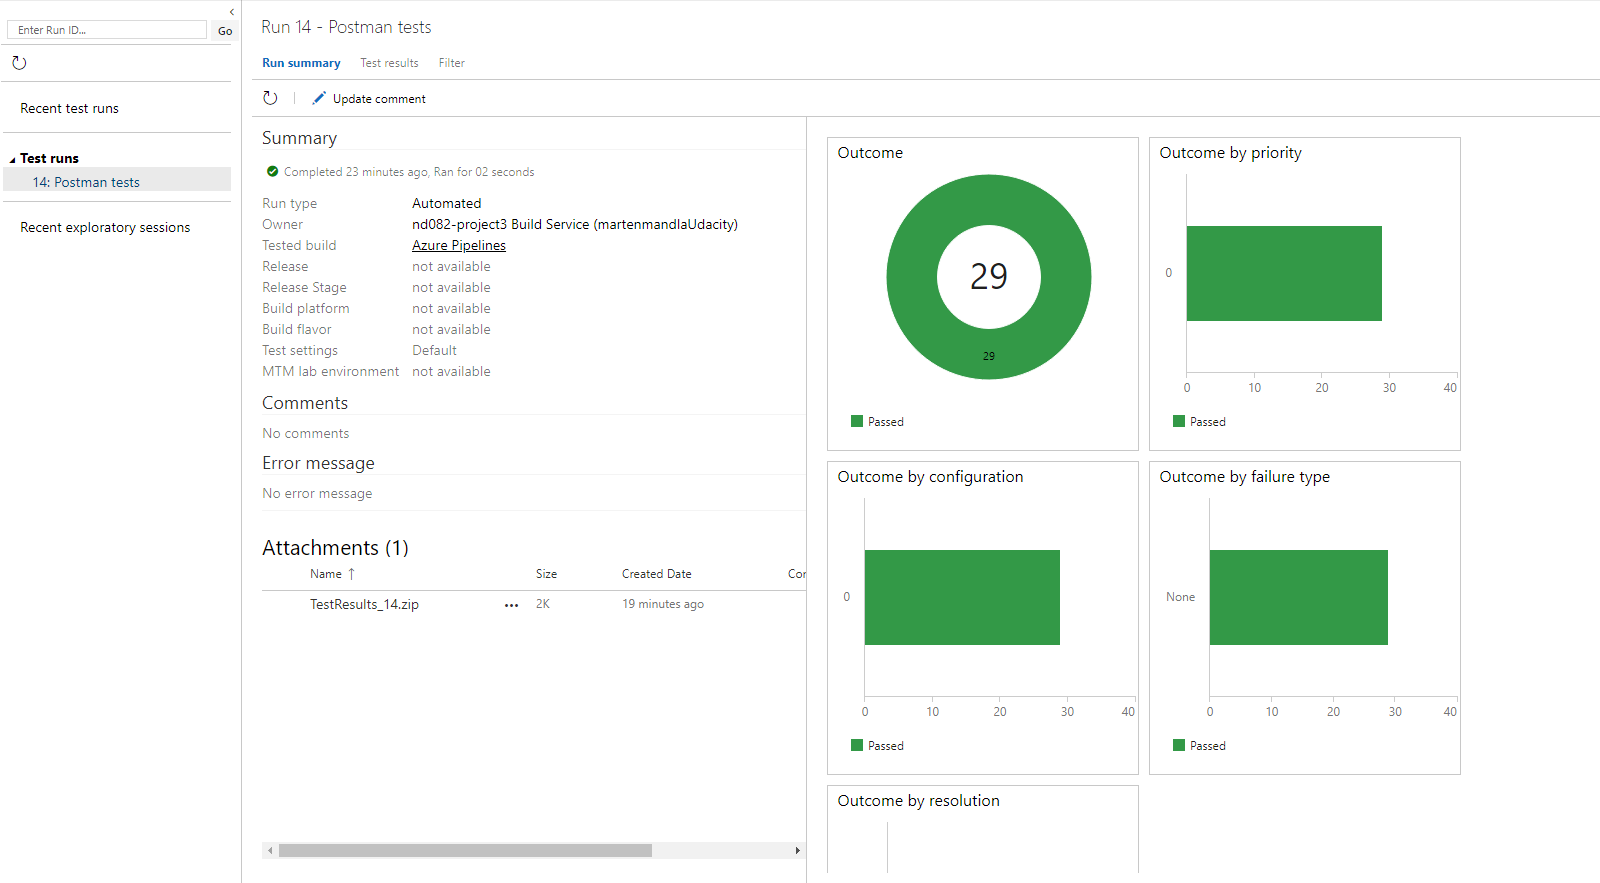 Enter Run ID...
Go
Recent test runs
Test runs
14: Postman tests
Recent exploratory sessions
Run 14 - Postman tests
Run summary Test results Filter
Update comment
Summary
Completed 23 minutes ago, Ran for 02 seconds
Run type Automated
Owner nd082-project3 Build Service (martenmandlaUdacity)
Tested build Azure Pipelines
Release not available
Release Stage not available
Build platform not available
Build flavor not available
Test settings Default
MTM lab environment not available
Comments
No comments
Error message
No error message
Attachments (1)
Name ↑ Size Created Date Cor
TestResults_14.zip ... 2K 19 minutes ago
Outcome
29
29
Passed
Outcome by priority
0
0 10 20 30 40
Passed
Outcome by configuration
0
0 10 20 30 40
Passed
Outcome by failure type
None
0 10 20 30 40
Passed
Outcome by resolution